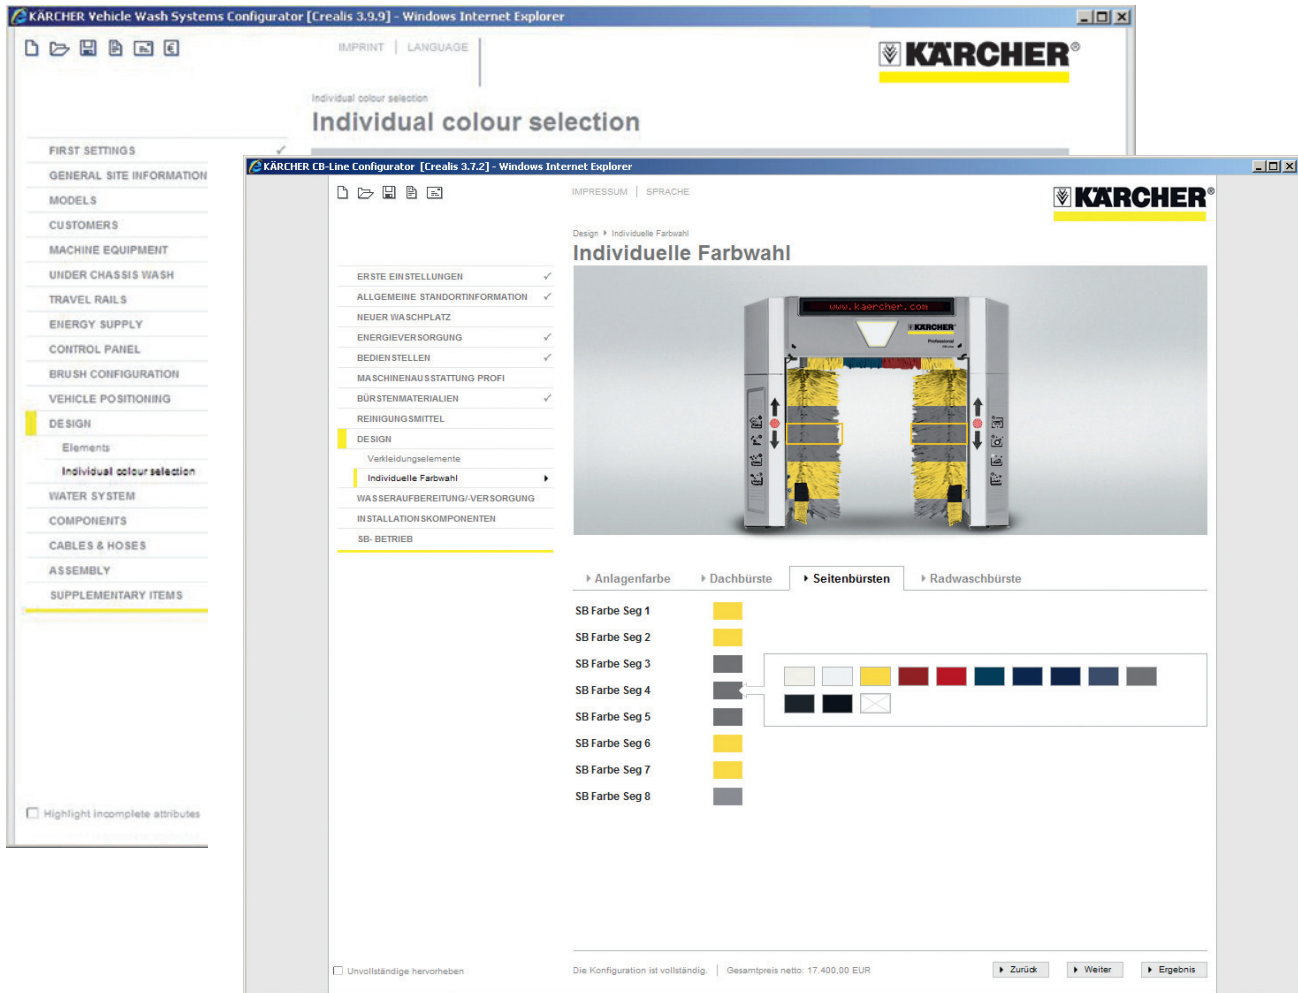 KÄRCHER Vehicle Wash Systems Configurator [Crealis 3.9.9] - Windows Internet Explorer
IMPRINT | LANGUAGE
KÄRCHER®
Individual colour selection
Individual colour selection
FIRST SETTINGS
GENERAL SITE INFORMATION
MODELS
CUSTOMERS
MACHINE EQUIPMENT
UNDER CHASSIS WASH
TRAVEL RAILS
ENERGY SUPPLY
CONTROL PANEL
BRUSH CONFIGURATION
VEHICLE POSITIONING
DESIGN
Elements
Individual colour selection
WATER SYSTEM
COMPONENTS
CABLES & HOSES
ASSEMBLY
SUPPLEMENTARY ITEMS
Highlight incomplete attributes
KÄRCHER CB-Line Configurator [Crealis 3.7.2] - Windows Internet Explorer
IMPRESSUM | SPRACHE
KÄRCHER®
Design Individuelle Farbwahl
Individuelle Farbwahl
ERSTE EINSTELLUNGEN
ALLGEMEINE STANDORTINFORMATION
NEUER WASCHPLATZ
ENERGIEVERSORGUNG
BEDIENSTELLEN
MASCHINENAUSSTATTUNG PROFI
BÜRSTENMATERIALIEN
REINIGUNGSMITTEL
DESIGN
Verkleidungselemente
Individuelle Farbwahl
WASSERAUFBEREITUNG/-VERSORGUNG
INSTALLATIONSKOMPONENTEN
SB- BETRIEB
www.kaercher.com
KÄRCHER
Professional
Anlagenfarbe Dachbürste Seitenbürsten Radwaschbürste
SB Farbe Seg 1
SB Farbe Seg 2
SB Farbe Seg 3
SB Farbe Seg 4
SB Farbe Seg 5
SB Farbe Seg 6
SB Farbe Seg 7
SB Farbe Seg 8
Unvollständige hervorheben
Die Konfiguration ist vollständig. | Gesamtpreis netto: 17.400,00 EUR
Zurück Weiter Ergebnis